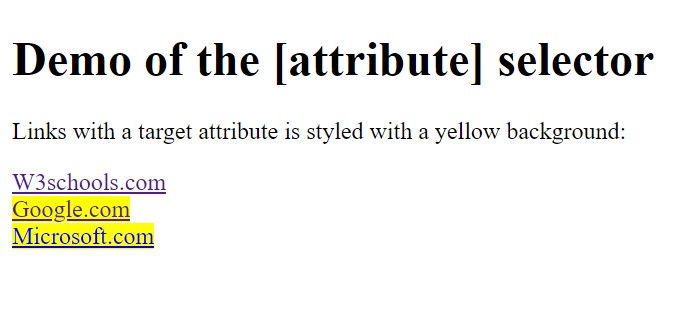 Demo of the [attribute] selector
Links with a target attribute is styled with a yellow background:
W3schools.com
Google.com
Microsoft.com